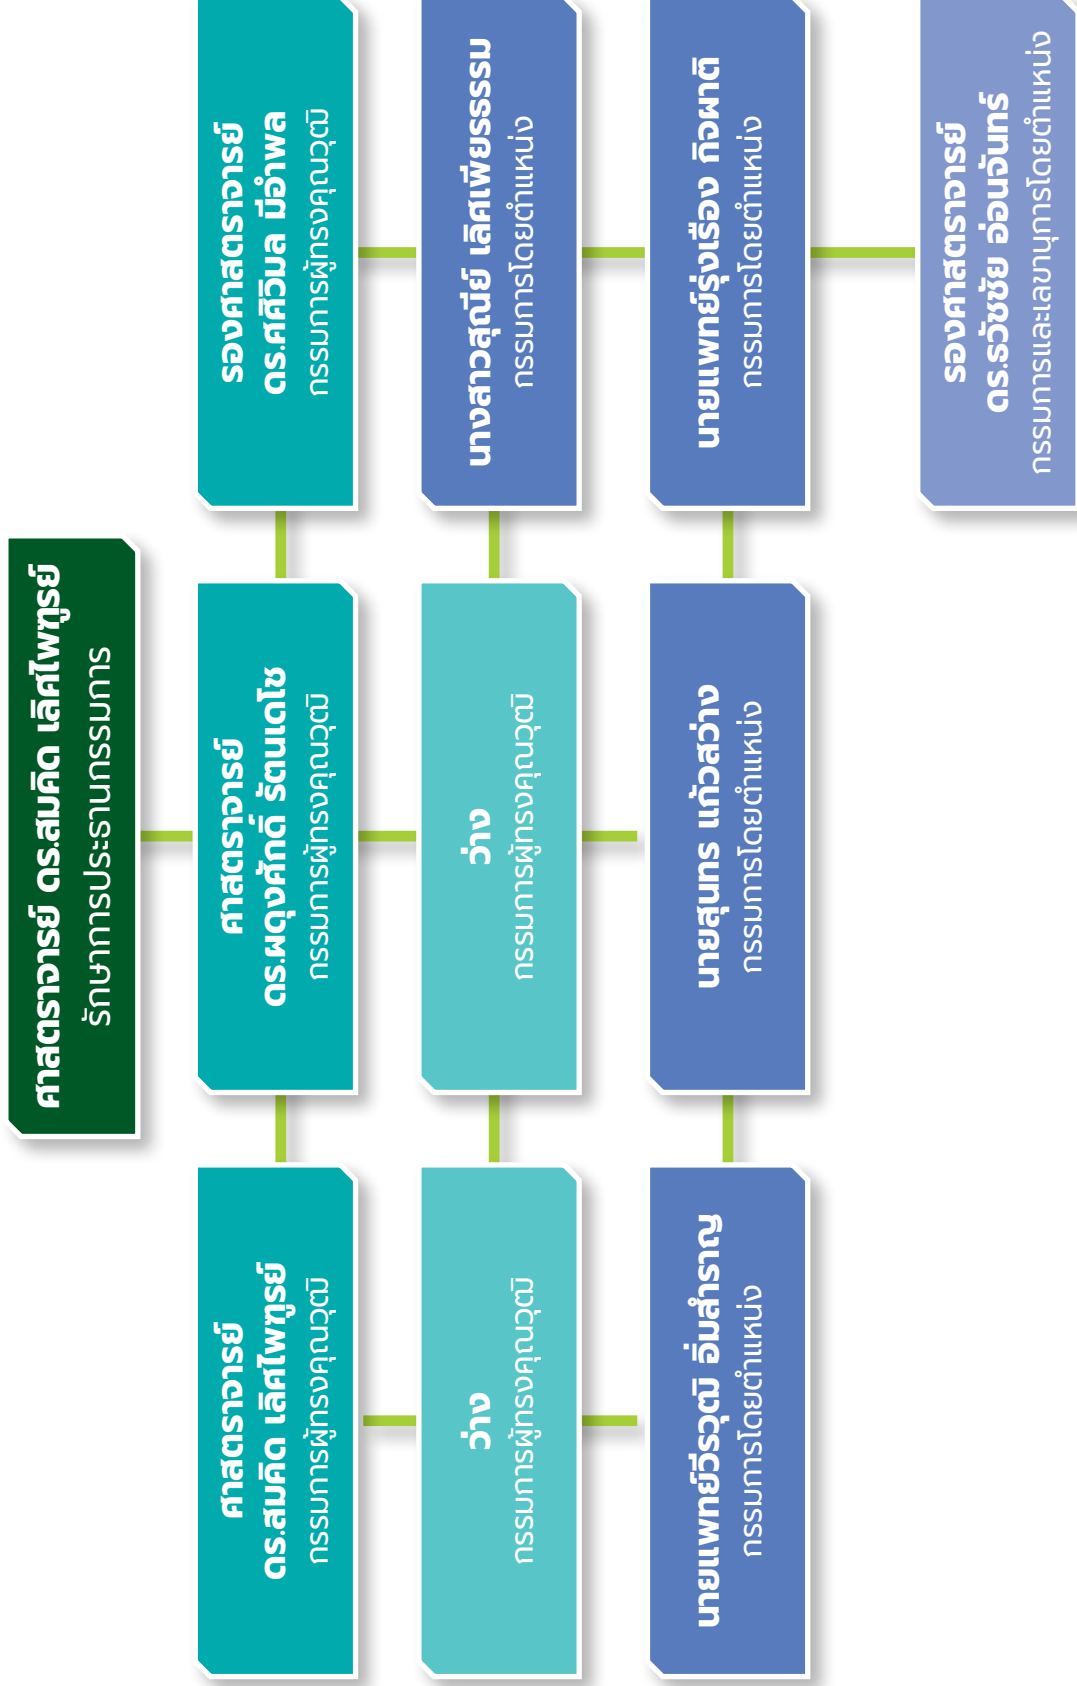 ศาสตราจารย์ ดร.สมคิด เลิศไพฑูรย์
รักษาการประธานกรรมการ
ศาสตราจารย์
ดร.สมคิด เลิศไพฑูรย์
กรรมการผู้ทรงคุณวุฒิ
ศาสตราจารย์
ดร.ผดุงศักดิ์ รัตนเดโช
กรรมการผู้ทรงคุณวุฒิ
รองศาสตราจารย์
ดร.ศศิวิมล มีอำพล
กรรมการผู้ทรงคุณวุฒิ
ว่าง
กรรมการผู้ทรงคุณวุฒิ
ว่าง
กรรมการผู้ทรงคุณวุฒิ
นางสาวสุณีย์ เลิศเพียรธรรม
กรรมการโดยตำแหน่ง
นายแพทย์วีรวุฒิ อิ่มสำราญ
กรรมการโดยตำแหน่ง
นายสุนทร แก้วสว่าง
กรรมการโดยตำแหน่ง
นายแพทย์รุ่งเรือง กิจผาติ
กรรมการโดยตำแหน่ง
รองศาสตราจารย์
ดร.ธวัชชัย อ่อนจันทร์
กรรมการและเลขานุการโดยตำแหน่ง